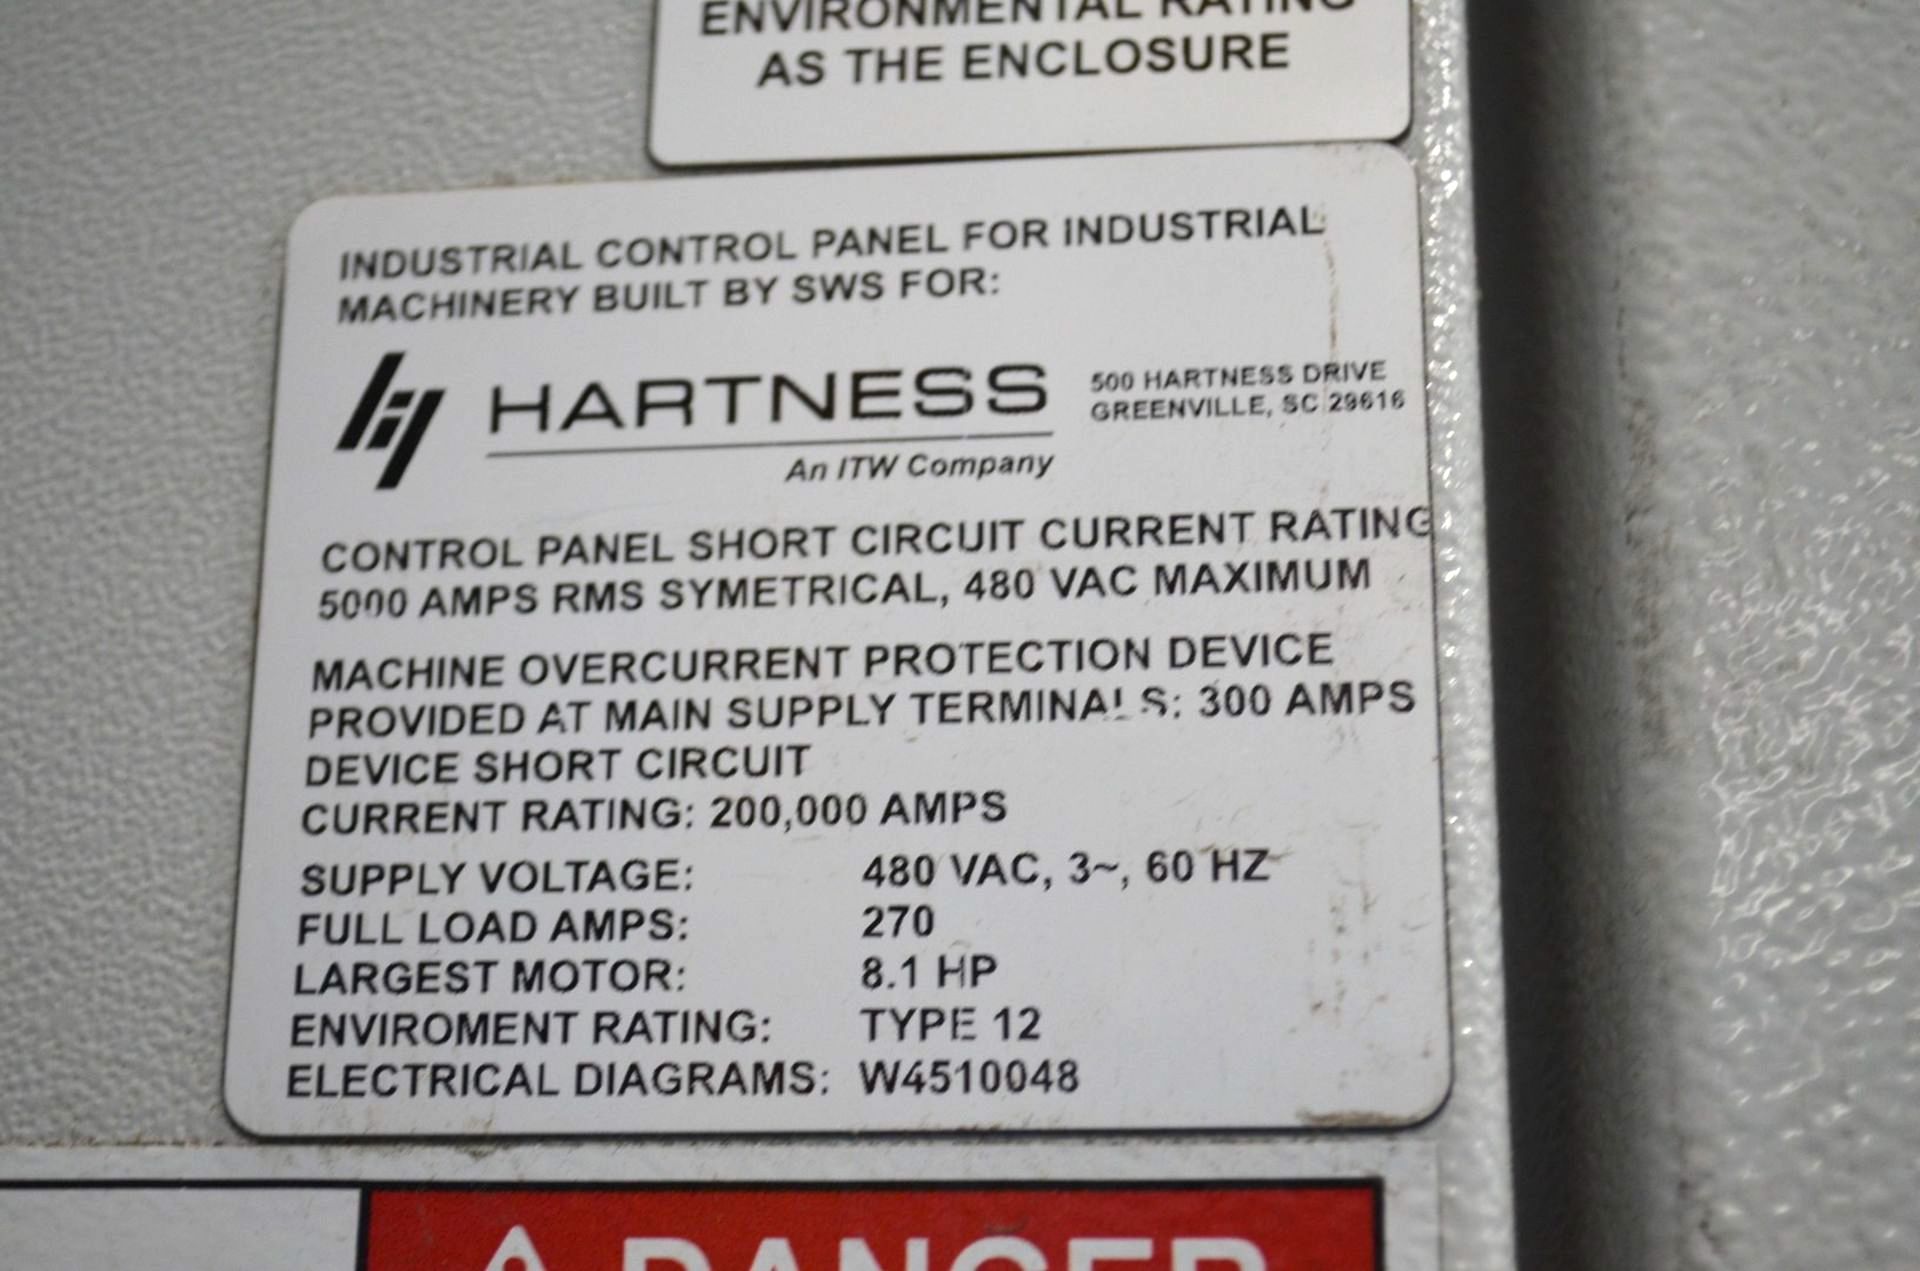 ENVIRONMENTAL RATING
AS THE ENCLOSURE
INDUSTRIAL CONTROL PANEL FOR INDUSTRIAL
MACHINERY BUILT BY SWS FOR:
HARTNESS
An ITW Company
500 HARTNESS DRIVE
GREENVILLE, SC 29616
CONTROL PANEL SHORT CIRCUIT CURRENT RATING
5000 AMPS RMS SYMETRICAL, 480 VAC MAXIMUM
MACHINE OVERCURRENT PROTECTION DEVICE
PROVIDED AT MAIN SUPPLY TERMINALS: 300 AMPS
DEVICE SHORT CIRCUIT
CURRENT RATING: 200,000 AMPS
SUPPLY VOLTAGE: 480 VAC, 3~, 60 HZ
FULL LOAD AMPS: 270
LARGEST MOTOR: 8.1 HP
ENVIROMENT RATING: TYPE 12
ELECTRICAL DIAGRAMS: W4510048
DANGER